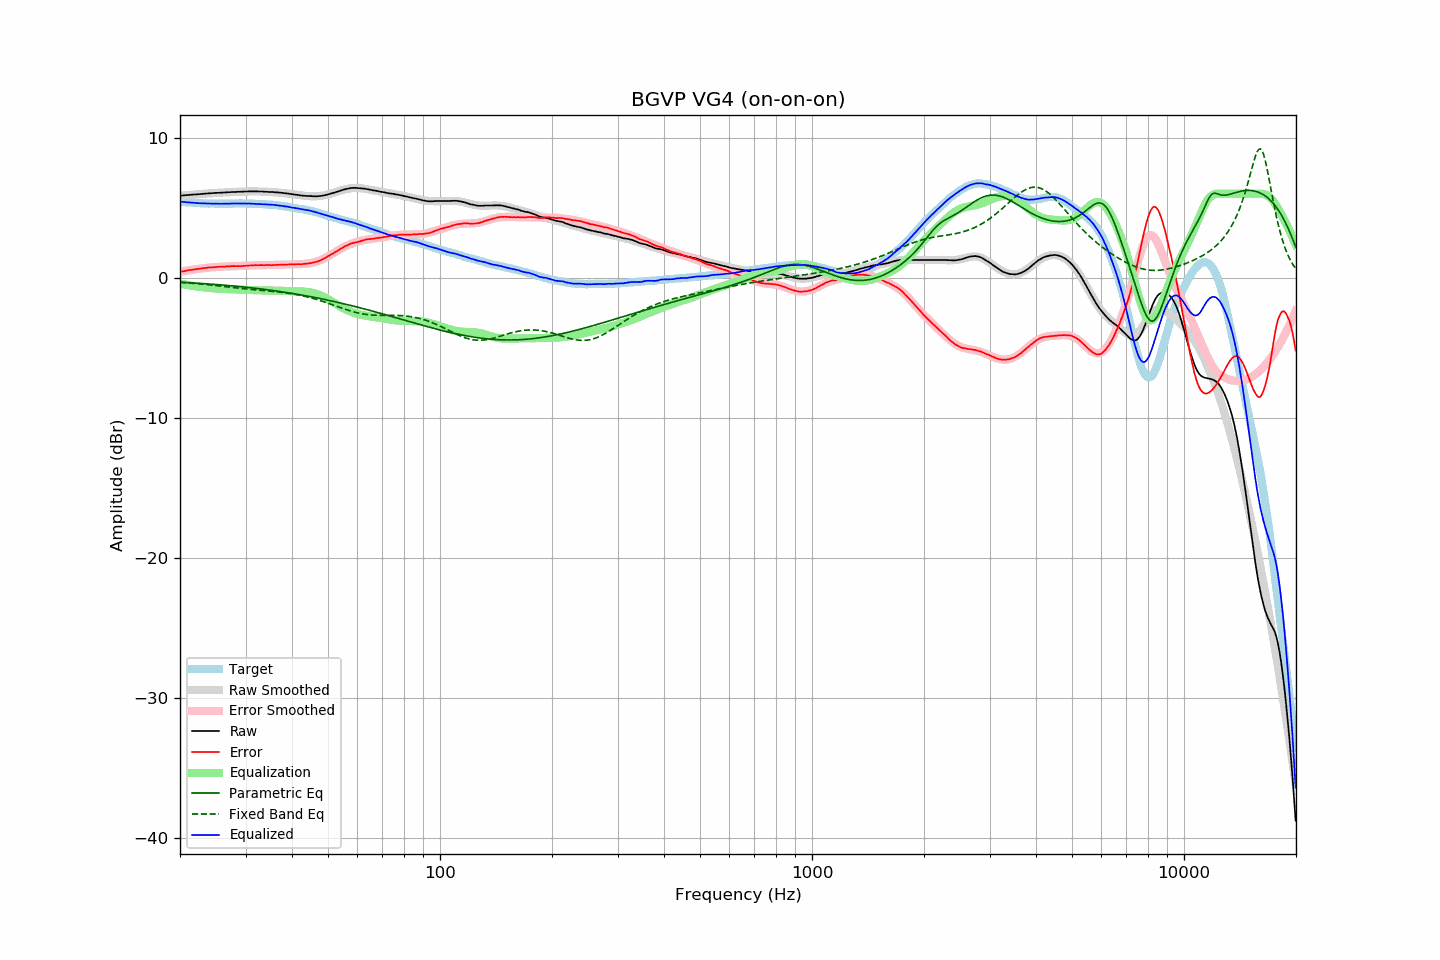 BGVP VG4 (on-on-on)
10
0
−10
−20
−30
−40
Amplitude (dBr)
Target
Raw Smoothed
Error Smoothed
Raw
Error
Equalization
Parametric Eq
Fixed Band Eq
Equalized
100
1000
10000
Frequency (Hz)